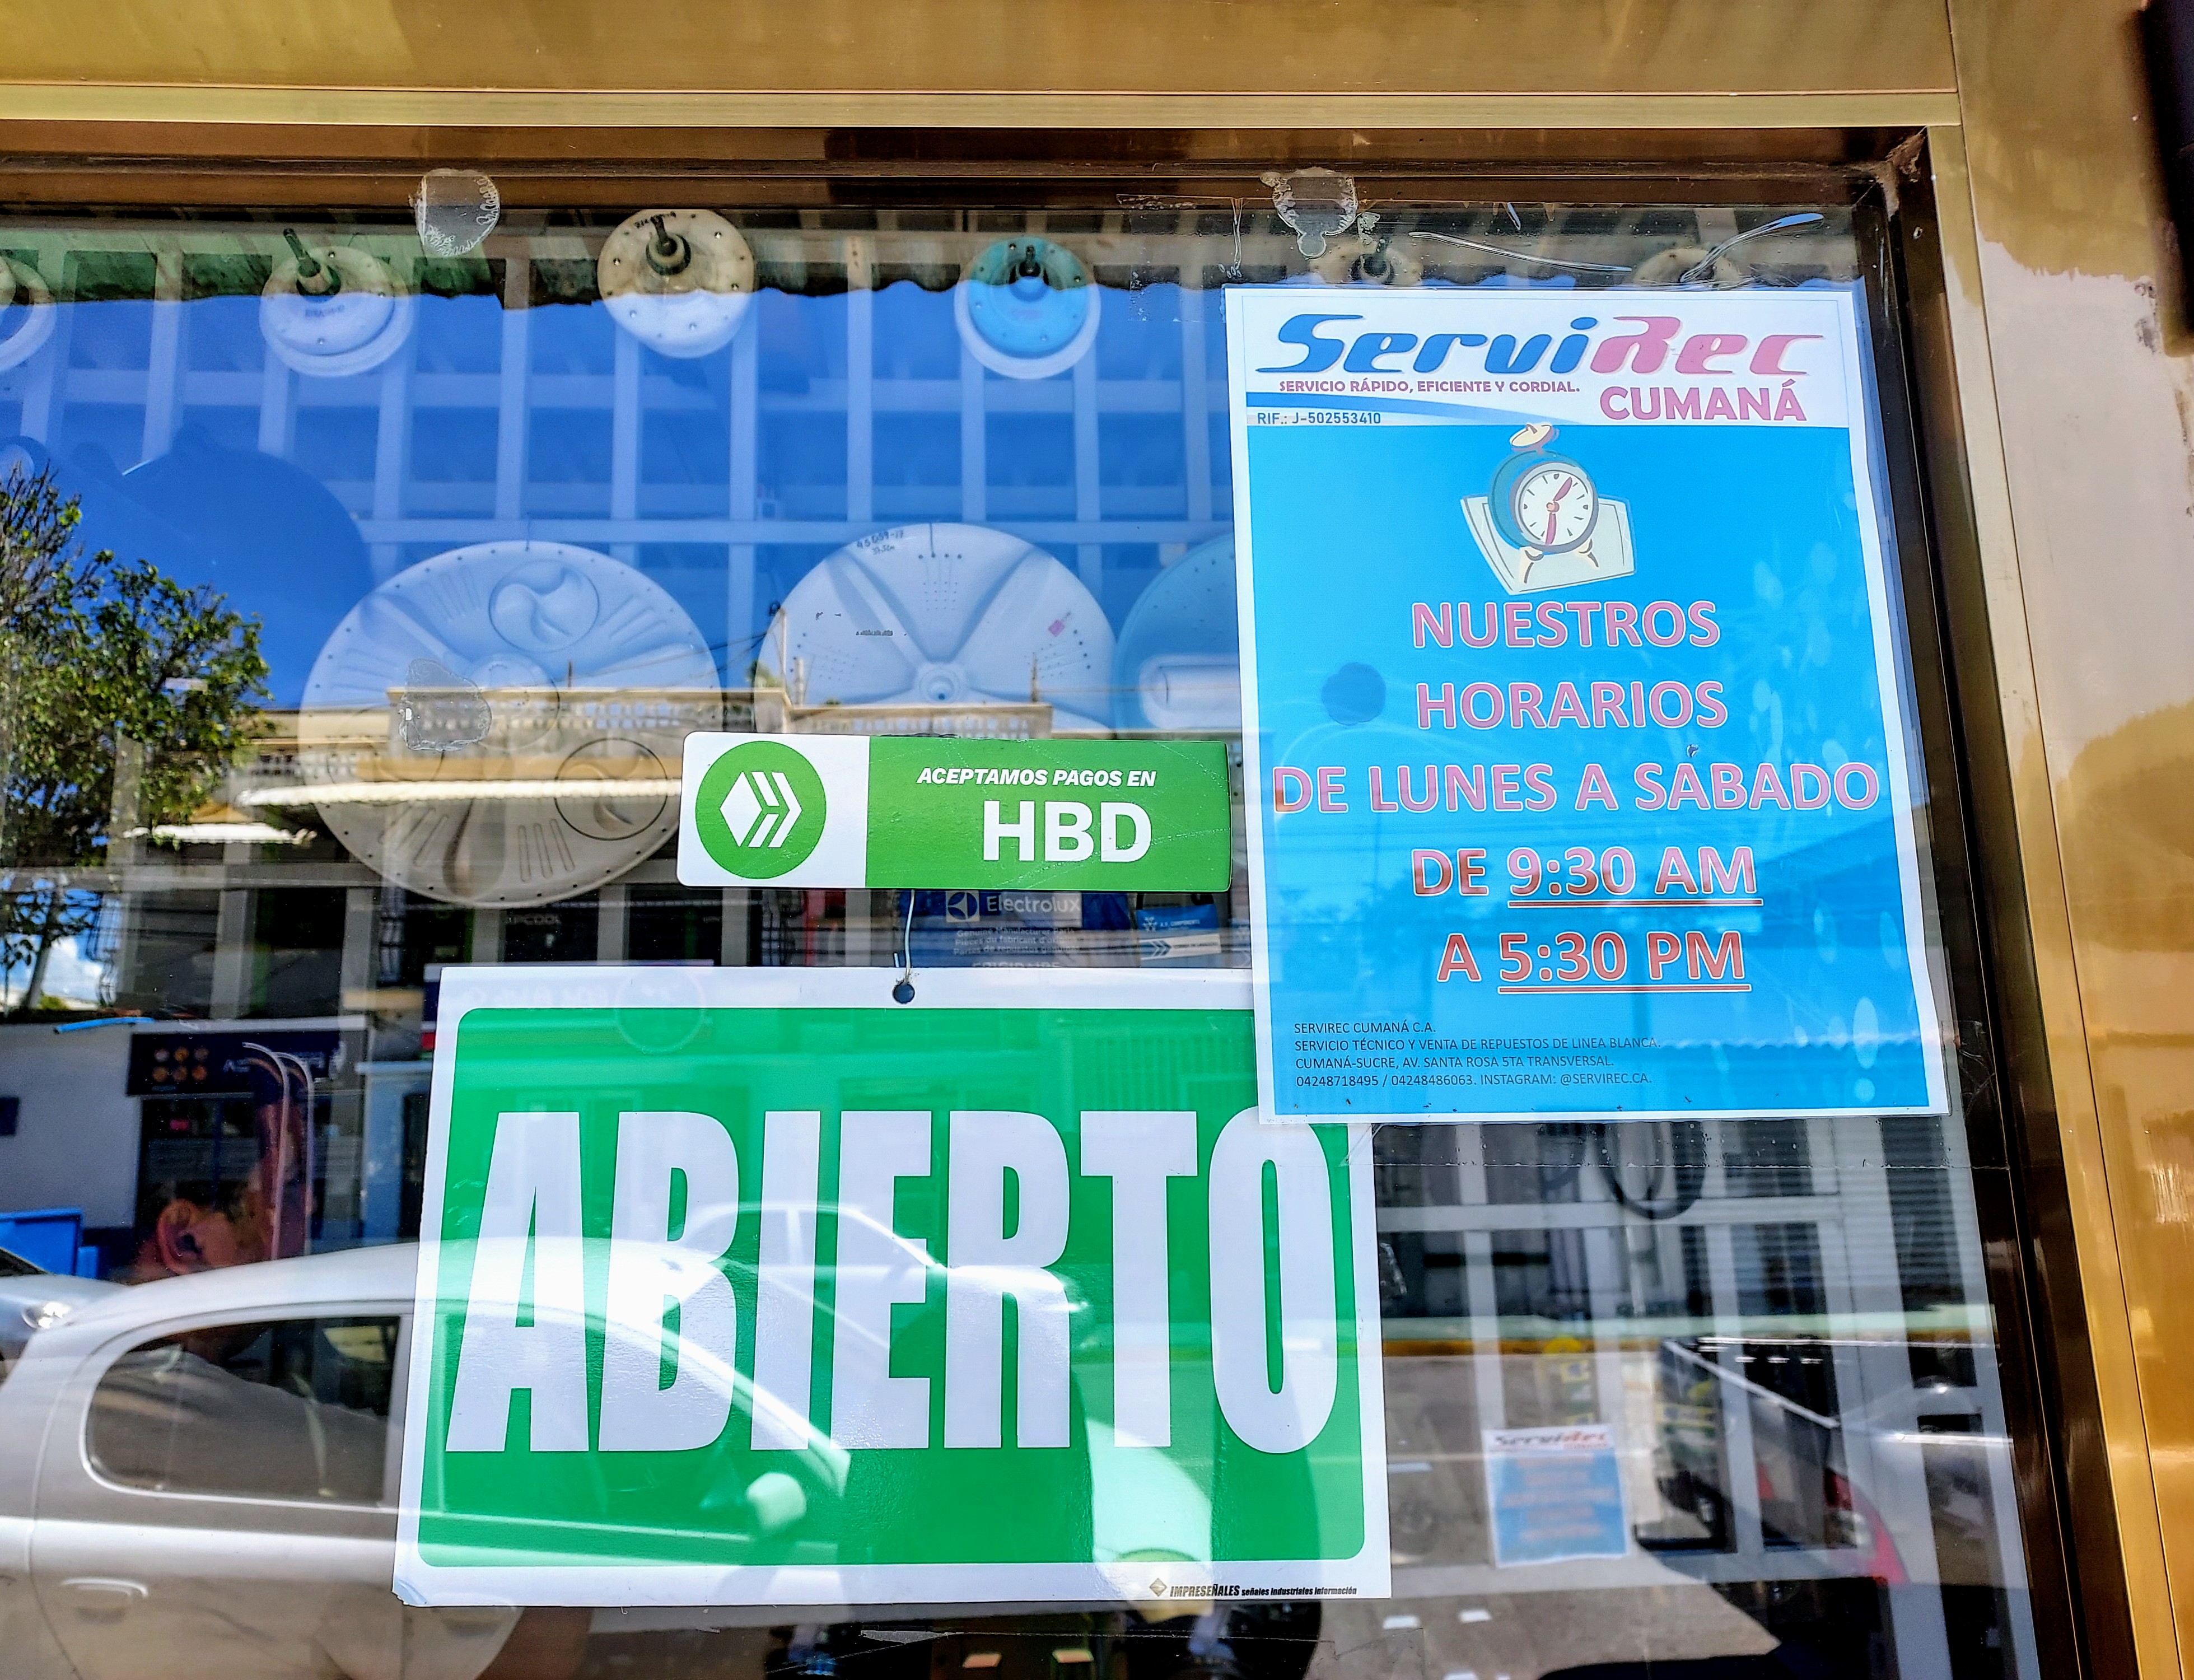 ServiRec
SERVICIO RÁPIDO, EFICIENTE Y CORDIAL.
CUMANÁ
RIF.: J-502553410
NUESTROS
HORARIOS
DE LUNES A SÁBADO
DE 9:30 AM
A 5:30 PM
SERVIREC CUMANÁ C.A.
SERVICIO TÉCNICO Y VENTA DE REPUESTOS DE LINEA BLANCA.
CUMANÁ-SUCRE, AV. SANTA ROSA 5TA TRANSVERSAL.
04248718495 / 04248486063. INSTAGRAM: @SERVIREC.CA.
ACEPTAMOS PAGOS EN
HBD
Electrolux
ABIERTO
IMPRESEÑALES señales industriales información
ServiRec